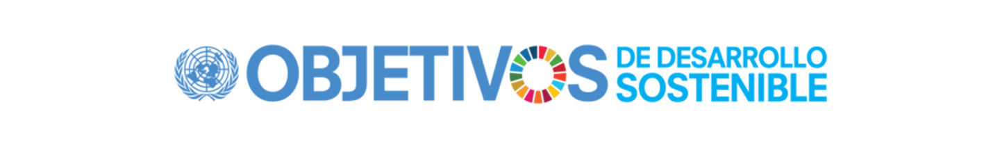 OBJETIVOS
DE DESARROLLO
SOSTENIBLE